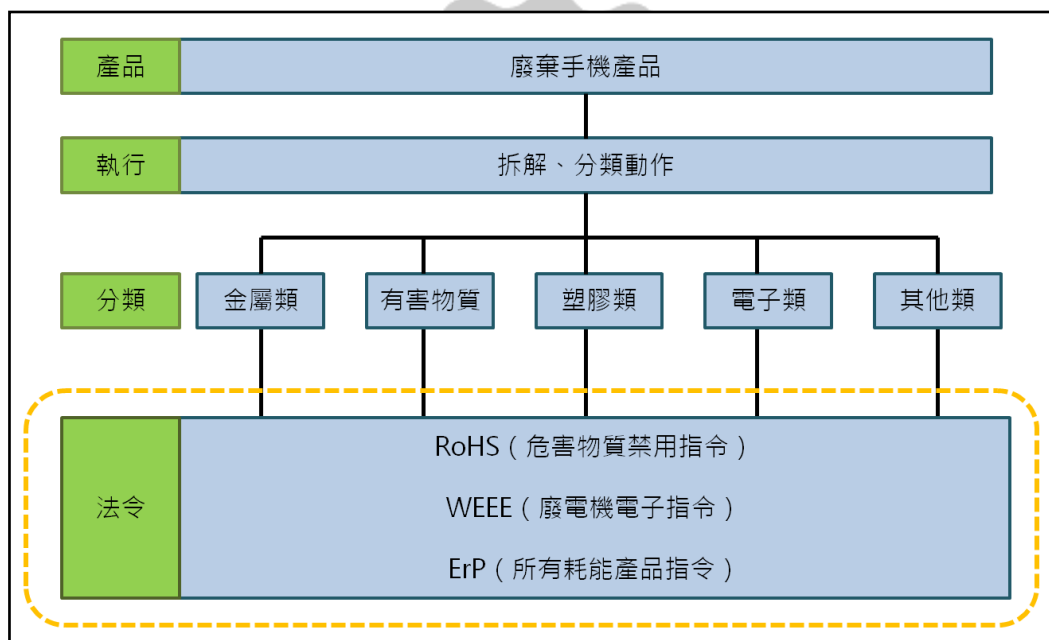 產品
廢棄手機產品
執行
拆解、分類動作
分類
金屬類
有害物質
塑膠類
電子類
其他類
法令
RoHS（危害物質禁用指令）
WEEE（廢電機電子指令）
ErP（所有耗能產品指令）